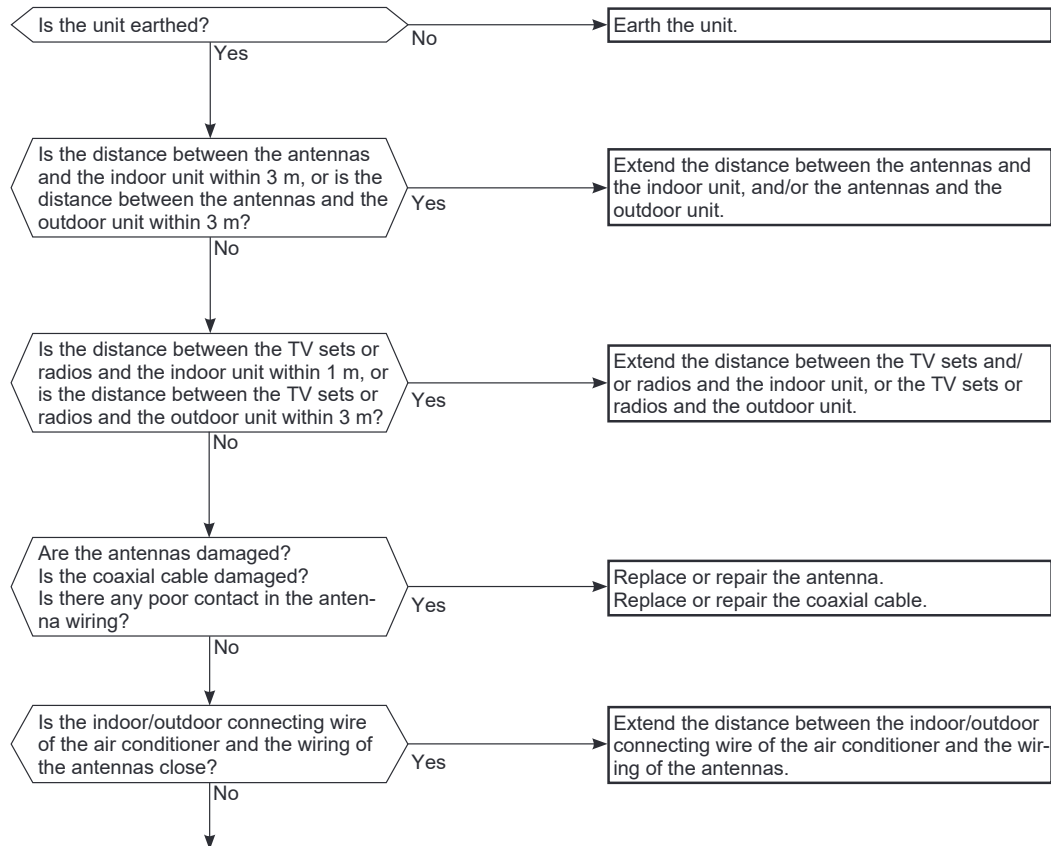 Is the unit earthed?
No
Earth the unit.
Yes
Is the distance between the antennas
and the indoor unit within 3 m, or is the
distance between the antennas and the
outdoor unit within 3 m?
Yes
Extend the distance between the antennas and
the indoor unit, and/or the antennas and the
outdoor unit.
No
Is the distance between the TV sets or
radios and the indoor unit within 1 m, or
is the distance between the TV sets or
radios and the outdoor unit within 3 m?
Yes
Extend the distance between the TV sets and/
or radios and the indoor unit, or the TV sets or
radios and the outdoor unit.
No
Are the antennas damaged?
Is the coaxial cable damaged?
Is there any poor contact in the anten-
na wiring?
Yes
Replace or repair the antenna.
Replace or repair the coaxial cable.
No
Is the indoor/outdoor connecting wire
of the air conditioner and the wiring of
the antennas close?
Yes
Extend the distance between the indoor/outdoor
connecting wire of the air conditioner and the wir-
ing of the antennas.
No